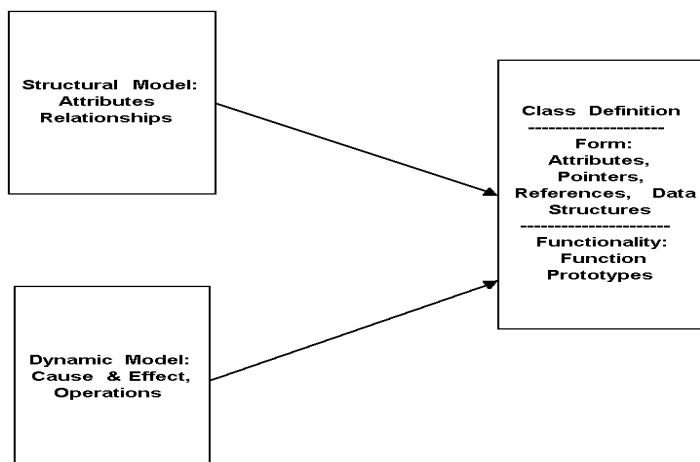 Structural Model:
Attributes
Relationships
Class Definition
--------------------
Form:
Attributes,
Pointers,
References, Data
Structures
----------------------
Functionality:
Function
Prototypes
Dynamic Model:
Cause & Effect,
Operations